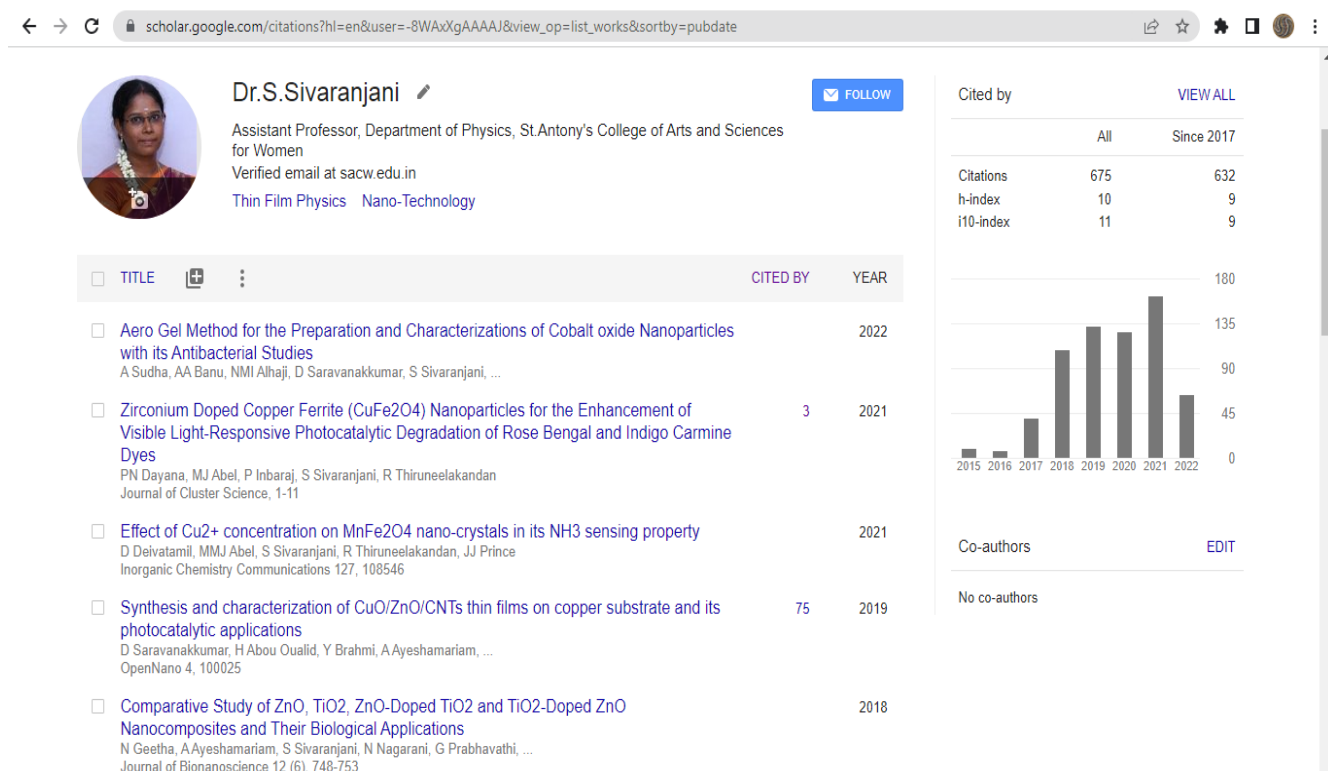 scholar.google.com/citations?hl=en&user=-8WAxXgAAAAJ&view_op=list_works&sortby=pubdate
Dr.S.Sivaranjani
FOLLOW
Assistant Professor, Department of Physics, St.Antony's College of Arts and Sciences
for Women
Verified email at sacw.edu.in
Thin Film Physics Nano-Technology
TITLE CITED BY YEAR
Aero Gel Method for the Preparation and Characterizations of Cobalt oxide Nanoparticles 2022
with its Antibacterial Studies
A Sudha, AA Banu, NMI Alhaji, D Saravanakkumar, S Sivaranjani, ...
Zirconium Doped Copper Ferrite (CuFe2O4) Nanoparticles for the Enhancement of 3 2021
Visible Light-Responsive Photocatalytic Degradation of Rose Bengal and Indigo Carmine
Dyes
PN Dayana, MJ Abel, P Inbaraj, S Sivaranjani, R Thiruneelakandan
Journal of Cluster Science, 1-11
Effect of Cu2+ concentration on MnFe2O4 nano-crystals in its NH3 sensing property 2021
D Deivatamil, MMJ Abel, S Sivaranjani, R Thiruneelakandan, JJ Prince
Inorganic Chemistry Communications 127, 108546
Synthesis and characterization of CuO/ZnO/CNTs thin films on copper substrate and its 75 2019
photocatalytic applications
D Saravanakkumar, H Abou Oualid, Y Brahmi, A Ayeshamariam, ...
OpenNano 4, 100025
Comparative Study of ZnO, TiO2, ZnO-Doped TiO2 and TiO2-Doped ZnO 2018
Nanocomposites and Their Biological Applications
N Geetha, A Ayeshamariam, S Sivaranjani, N Nagarani, G Prabhavathi, ...
Journal of Bionanoscience 12 (6), 748-753
Cited by VIEW ALL
All Since 2017
Citations 675 632
h-index 10 9
i10-index 11 9
180
135
90
45
0
2015 2016 2017 2018 2019 2020 2021 2022
Co-authors EDIT
No co-authors